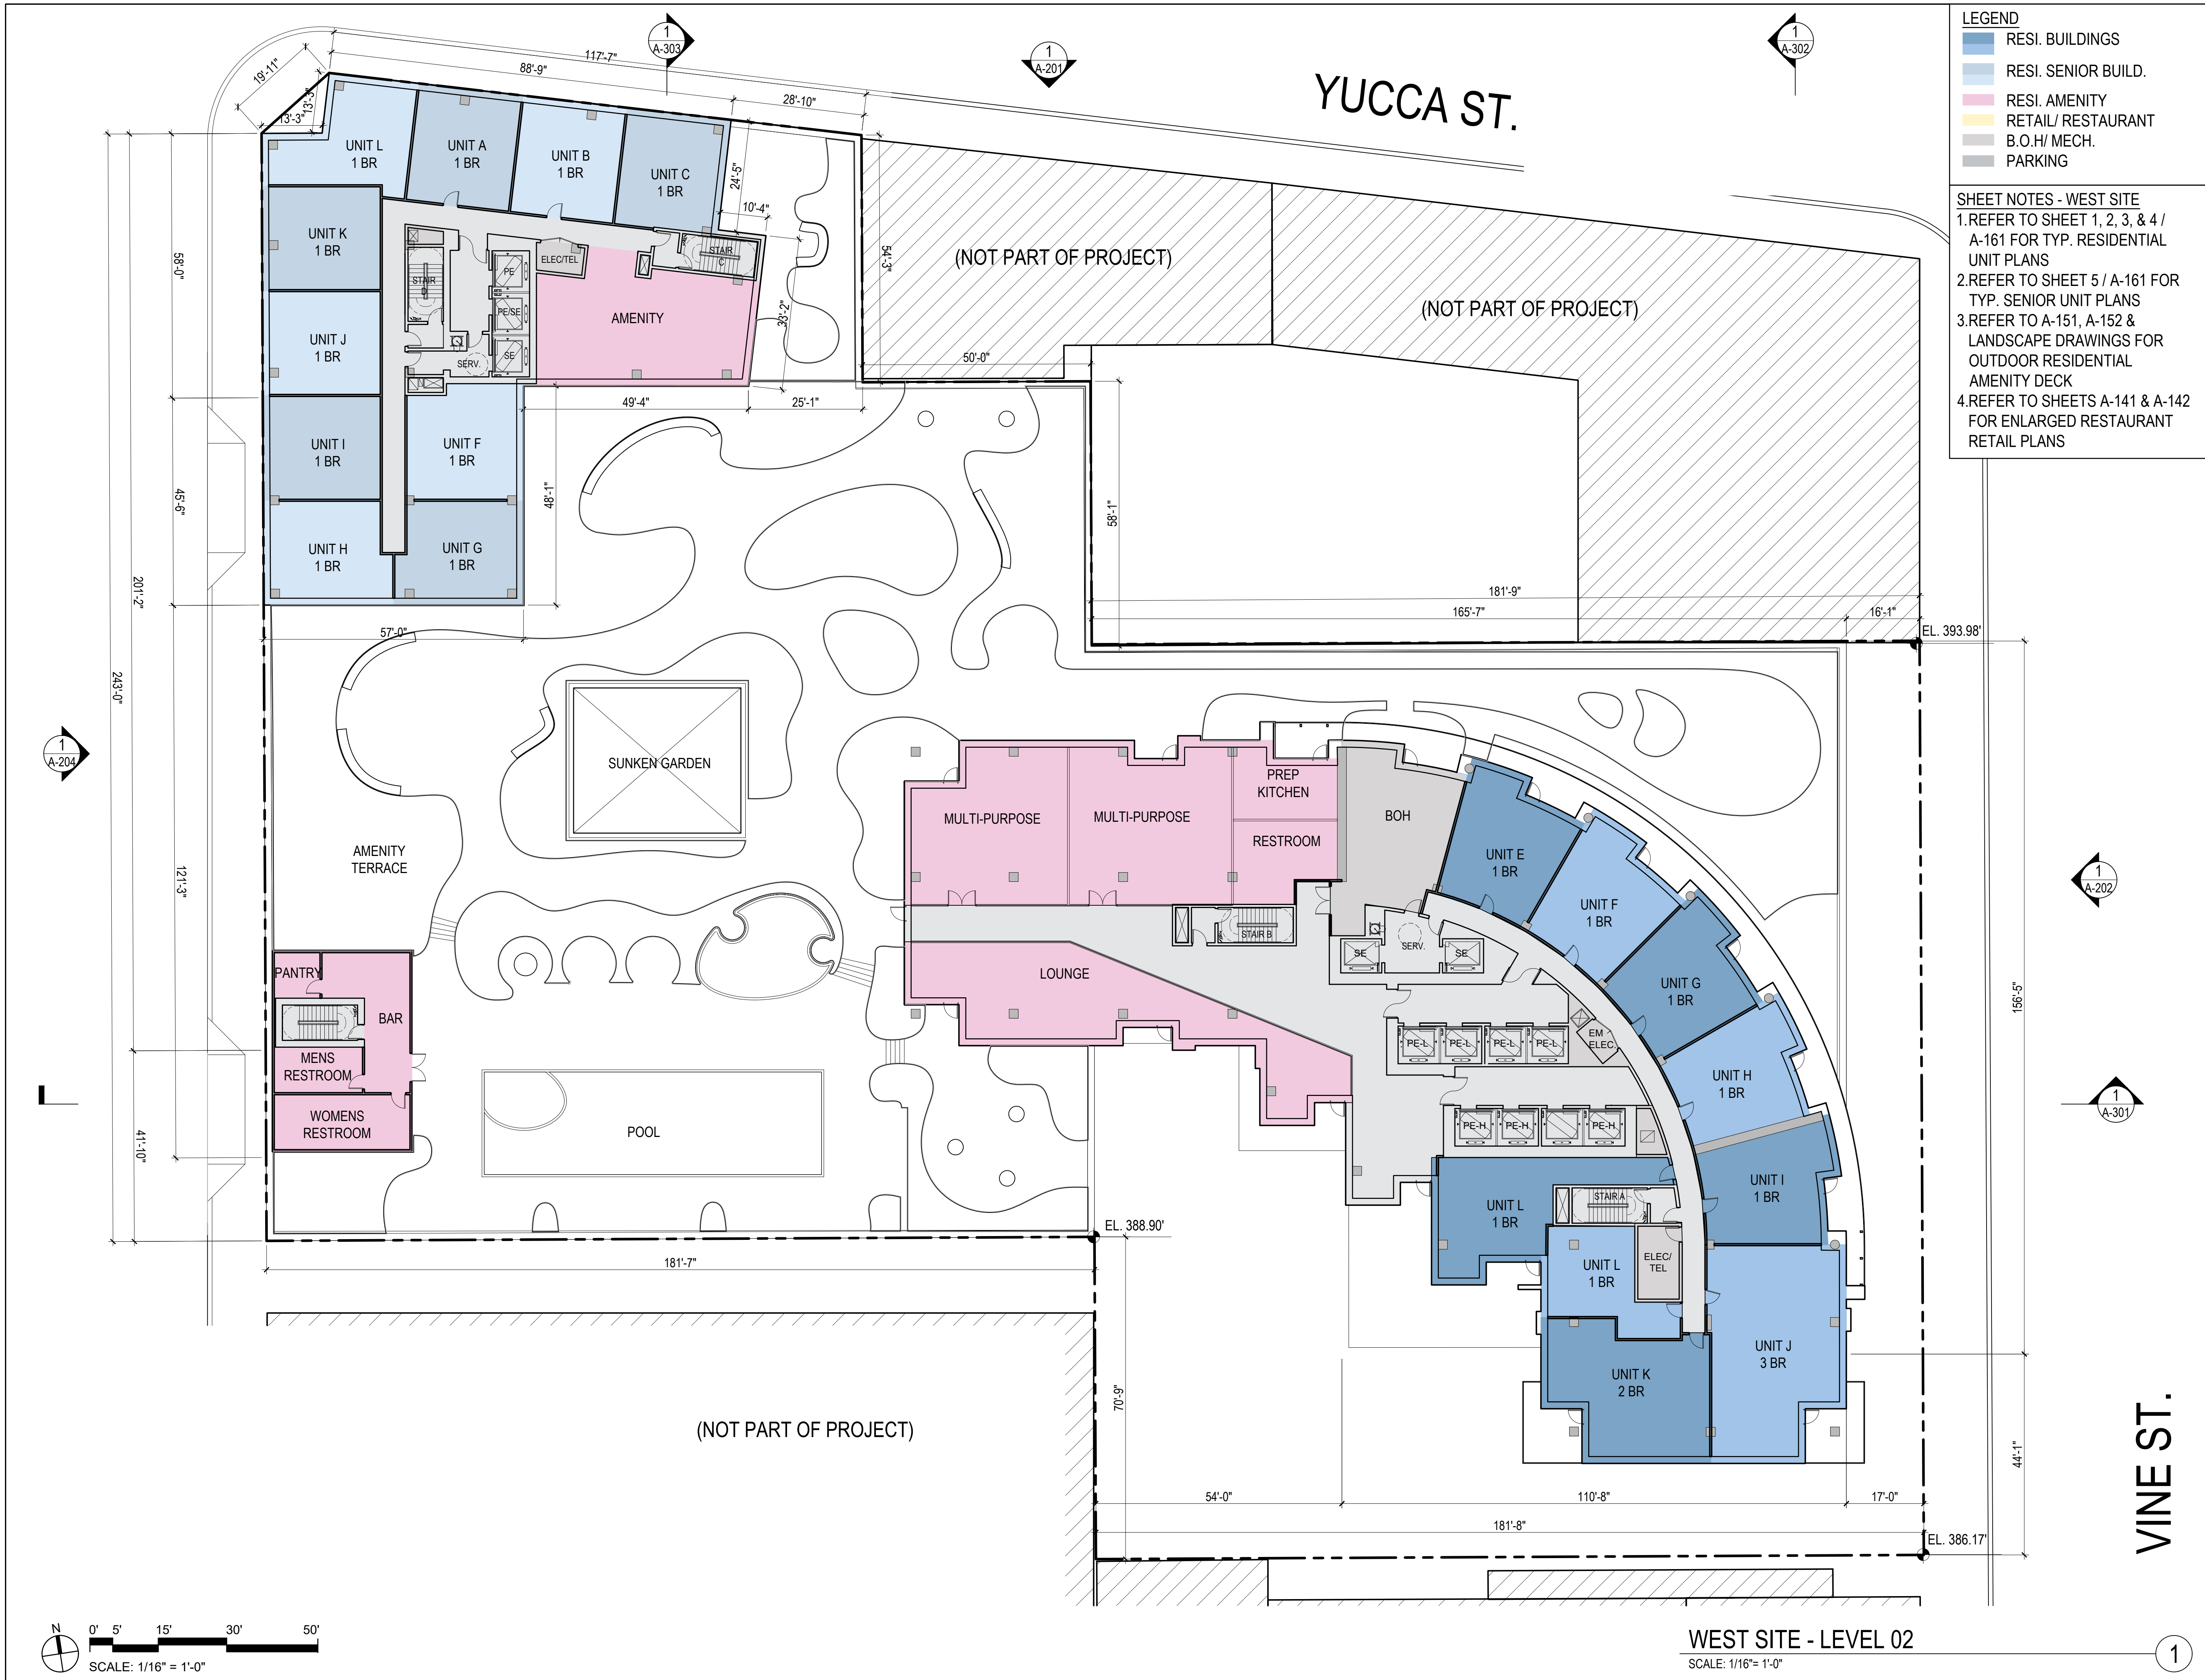 LEGEND
RESI. BUILDINGS
RESI. SENIOR BUILD.
RESI. AMENITY
RETAIL/ RESTAURANT
B.O.H/ MECH.
PARKING
SHEET NOTES - WEST SITE
1.REFER TO SHEET 1, 2, 3, & 4 /
A-161 FOR TYP. RESIDENTIAL
UNIT PLANS
2.REFER TO SHEET 5 / A-161 FOR
TYP. SENIOR UNIT PLANS
3.REFER TO A-151, A-152 &
LANDSCAPE DRAWINGS FOR
OUTDOOR RESIDENTIAL
AMENITY DECK
4.REFER TO SHEETS A-141 & A-142
FOR ENLARGED RESTAURANT
RETAIL PLANS
1
A-303
1
A-201
1
A-302
YUCCA ST.
117'-7"
88'-9"
28'-10"
19'-11"
13'-3"
13'-3"
UNIT L
1 BR
UNIT A
1 BR
UNIT B
1 BR
UNIT C
1 BR
24'-5"
10'-4"
UNIT K
1 BR
STAIR
D
PE
PE/SE
SE
SERV.
ELEC/TEL
STAIR
C
AMENITY
33'-2"
54'-3"
(NOT PART OF PROJECT)
(NOT PART OF PROJECT)
58'-0"
UNIT J
1 BR
50'-0"
49'-4"
25'-1"
UNIT I
1 BR
UNIT F
1 BR
45'-6"
48'-1"
58'-1"
UNIT H
1 BR
UNIT G
1 BR
201'-2"
243'-0"
57'-0"
181'-9"
165'-7"
16'-1"
EL. 393.98'
1
A-204
SUNKEN GARDEN
AMENITY
TERRACE
121'-3"
MULTI-PURPOSE
MULTI-PURPOSE
PREP
KITCHEN
RESTROOM
BOH
UNIT E
1 BR
UNIT F
1 BR
UNIT G
1 BR
UNIT H
1 BR
UNIT I
1 BR
1
A-202
STAIR B
SE
SERV.
SE
LOUNGE
PANTRY
BAR
MENS
RESTROOM
WOMENS
RESTROOM
POOL
PE-L
PE-L
PE-L
PE-L
EM
ELEC.
PE-H
PE-H
PE-H
156'-5"
1
A-301
41'-10"
UNIT L
1 BR
STAIR A
UNIT L
1 BR
ELEC/
TEL
EL. 388.90'
181'-7"
UNIT J
3 BR
UNIT K
2 BR
70'-9"
(NOT PART OF PROJECT)
44'-1"
VINE ST.
54'-0"
110'-8"
17'-0"
181'-8"
EL. 386.17'
N
0' 5' 15' 30' 50'
SCALE: 1/16" = 1'-0"
WEST SITE - LEVEL 02
SCALE: 1/16"= 1'-0"
1